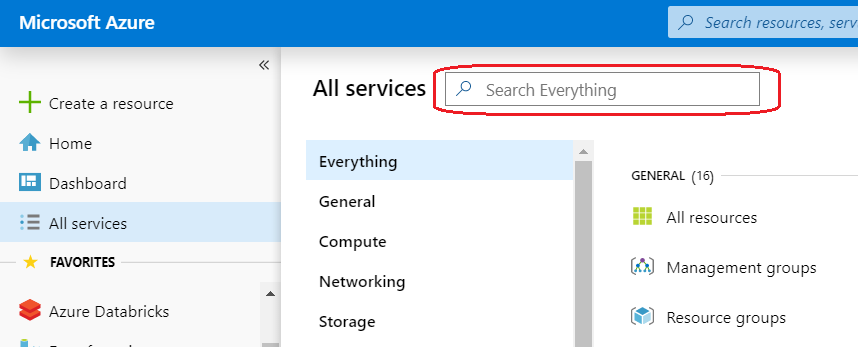 Microsoft Azure
Search resources, serv
«
All services
Search Everything
Create a resource
Home
Dashboard
All services
FAVORITES
Azure Databricks
Everything
General
Compute
Networking
Storage
GENERAL (16)
All resources
Management groups
Resource groups